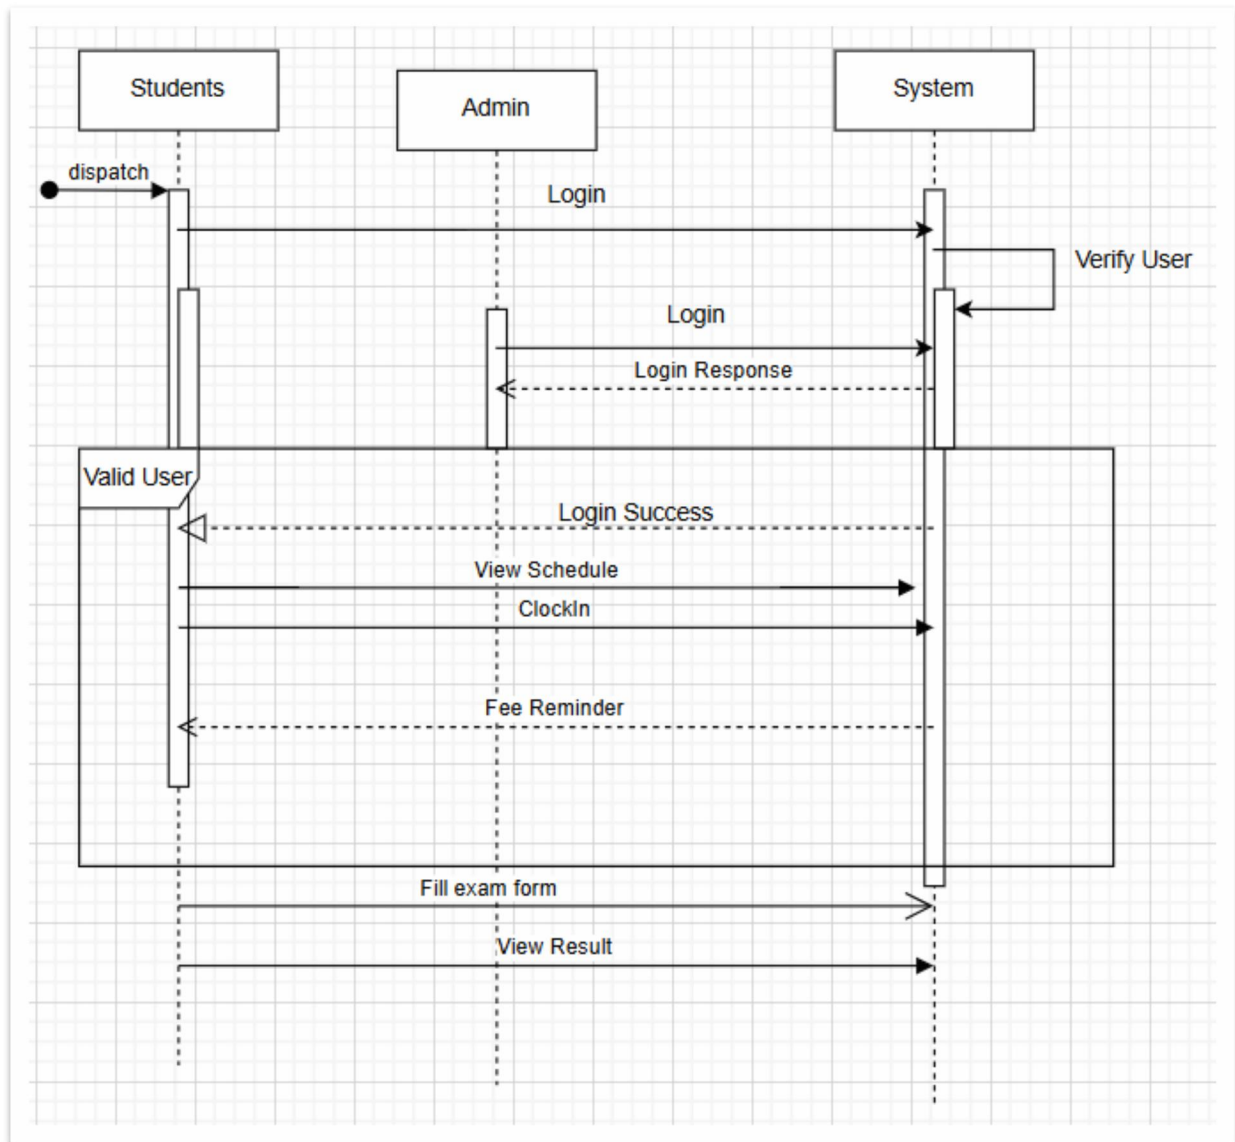 Students
Admin
System
dispatch
Login
Verify User
Login
Login Response
Valid User
Login Success
View Schedule
ClockIn
Fee Reminder
Fill exam form
View Result